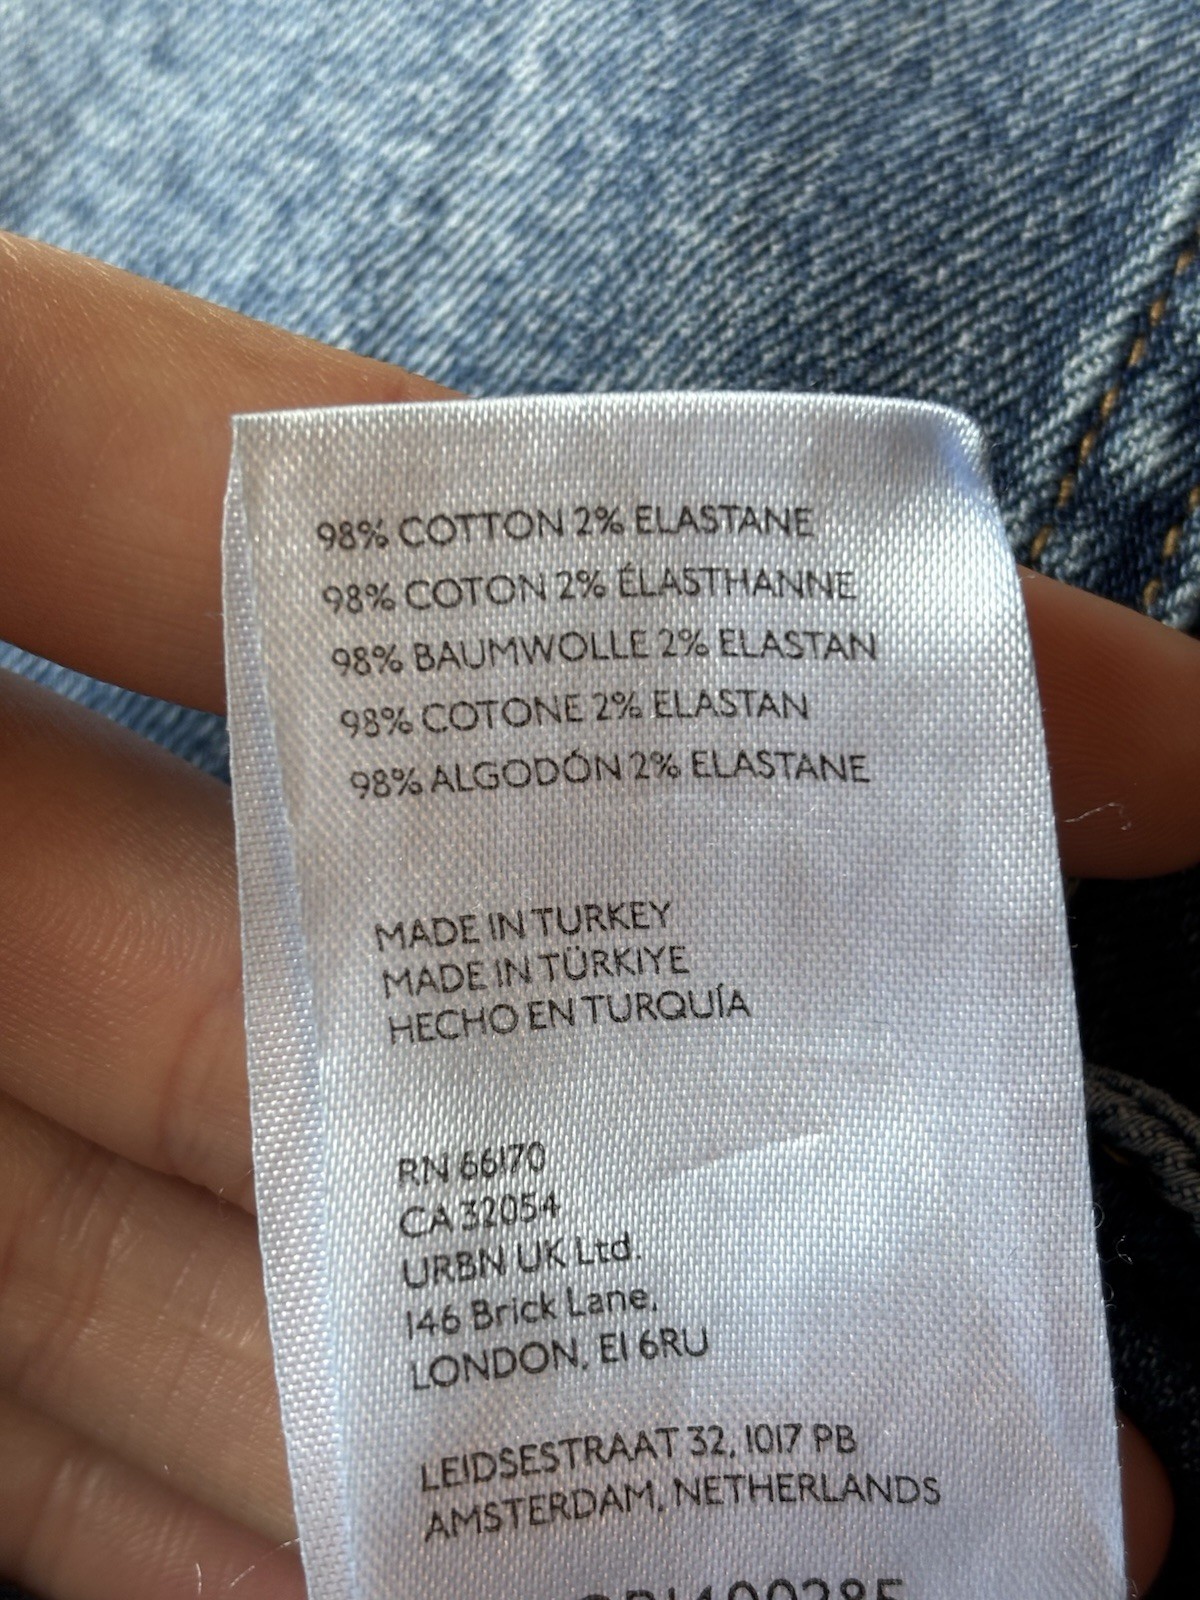 98% COTTON 2% ELASTANE
98% COTON 2% ÉLASTHANNE
98% BAUMWOLLE 2% ELASTAN
98% COTONE 2% ELASTAN
98% ALGODÓN 2% ELASTANE
MADE IN TURKEY
MADE IN TÜRKIYE
HECHO EN TURQUÍA
RN 66170
CA 32054
URBN UK Ltd.
146 Brick Lane,
LONDON, E1 6RU
LEIDSESTRAAT 32, 1017 PB
AMSTERDAM, NETHERLANDS